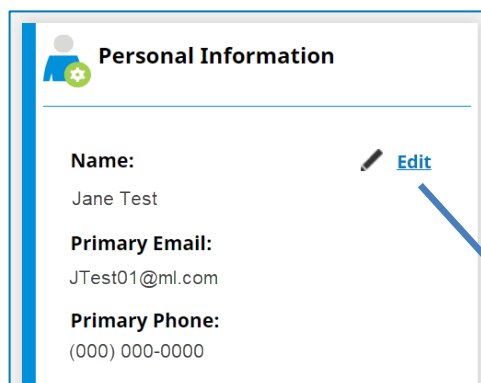 Personal Information
Name:
Edit
Jane Test
Primary Email:
JTest01@ml.com
Primary Phone:
(000) 000-0000